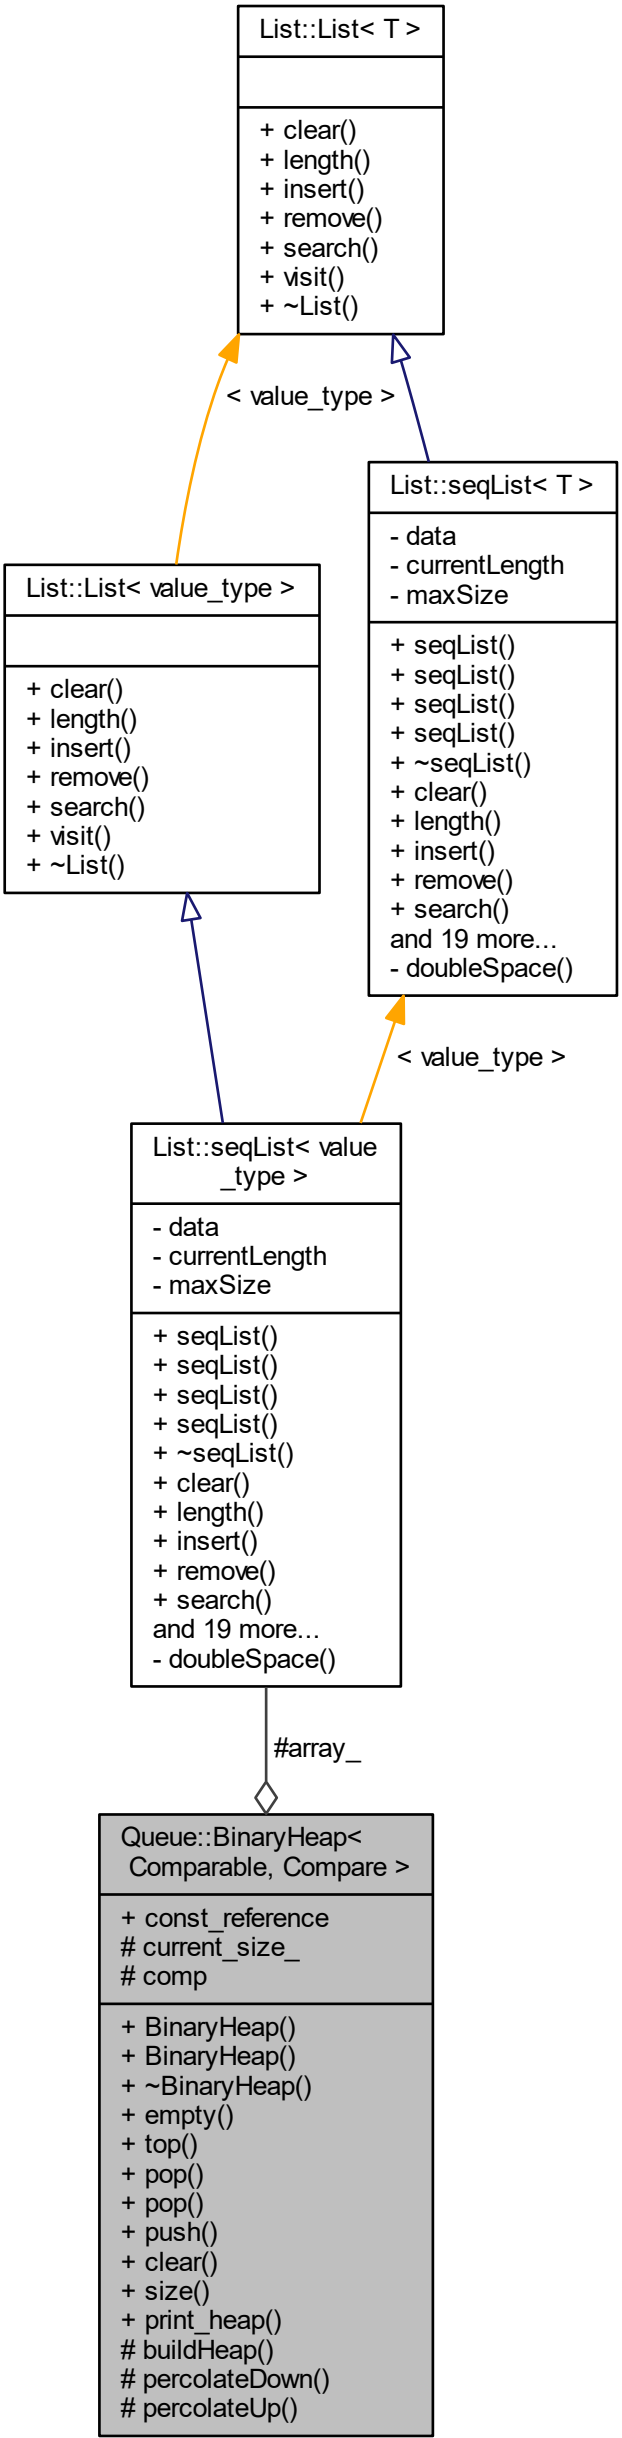 List::List< T >
+ clear()
+ length()
+ insert()
+ remove()
+ search()
+ visit()
+ ~List()
< value_type >
List::seqList< T >
- data
- currentLength
- maxSize
+ seqList()
+ seqList()
+ seqList()
+ seqList()
+ ~seqList()
+ clear()
+ length()
+ insert()
+ remove()
+ search()
and 19 more...
- doubleSpace()
List::List< value_type >
+ clear()
+ length()
+ insert()
+ remove()
+ search()
+ visit()
+ ~List()
< value_type >
List::seqList< value
_type >
- data
- currentLength
- maxSize
+ seqList()
+ seqList()
+ seqList()
+ seqList()
+ ~seqList()
+ clear()
+ length()
+ insert()
+ remove()
+ search()
and 19 more...
- doubleSpace()
#array_
Queue::BinaryHeap<
Comparable, Compare >
+ const_reference
# current_size_
# comp
+ BinaryHeap()
+ BinaryHeap()
+ ~BinaryHeap()
+ empty()
+ top()
+ pop()
+ pop()
+ push()
+ clear()
+ size()
+ print_heap()
# buildHeap()
# percolateDown()
# percolateUp()